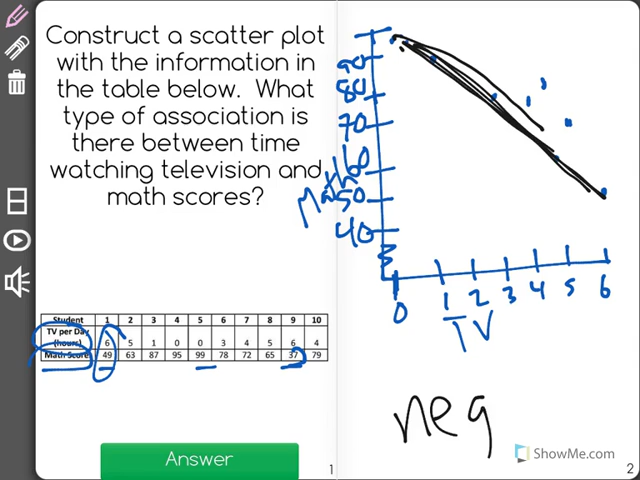 Construct a scatter plot
with the information in
the table below. What
type of association is
there between time
watching television and
math scores?
Student 1 2 3 4 5 6 7 8 9 10
TV per Day
(hours) 6 5 1 0 0 3 4 5 6 4
Math Score 49 63 87 95 99 78 72 65 37 79
Answer
1
90
80
70
60
50
40
Math
0 1 2 3 4 5 6
TV
neg
ShowMe.com
2